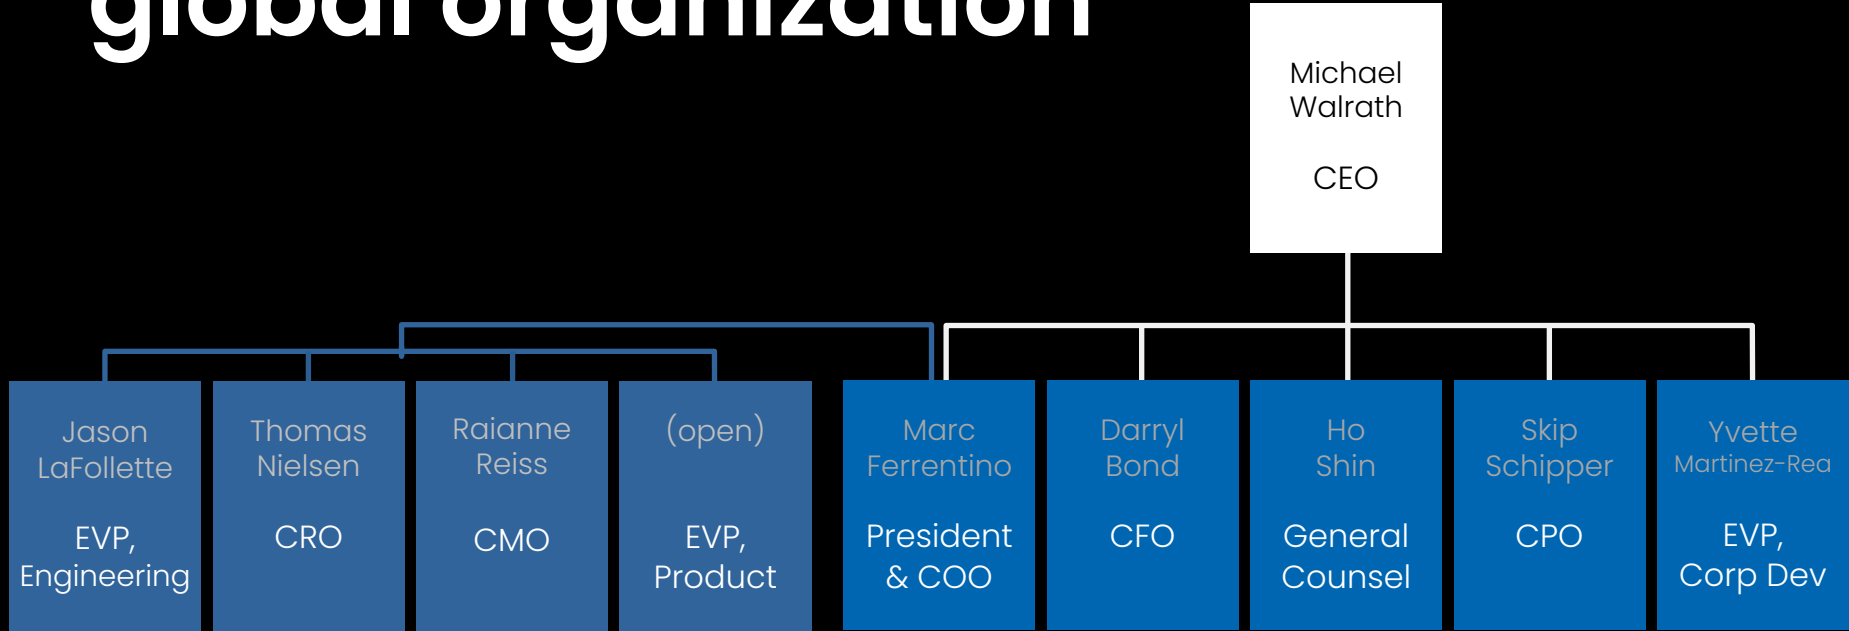 global organization
Michael
Walrath
CEO
Jason
LaFollette
EVP,
Engineering
Thomas
Nielsen
CRO
Raianne
Reiss
CMO
(open)
EVP,
Product
Marc
Ferrentino
President
& COO
Darryl
Bond
CFO
Ho
Shin
General
Counsel
Skip
Schipper
CPO
Yvette
Martinez-Rea
EVP,
Corp Dev